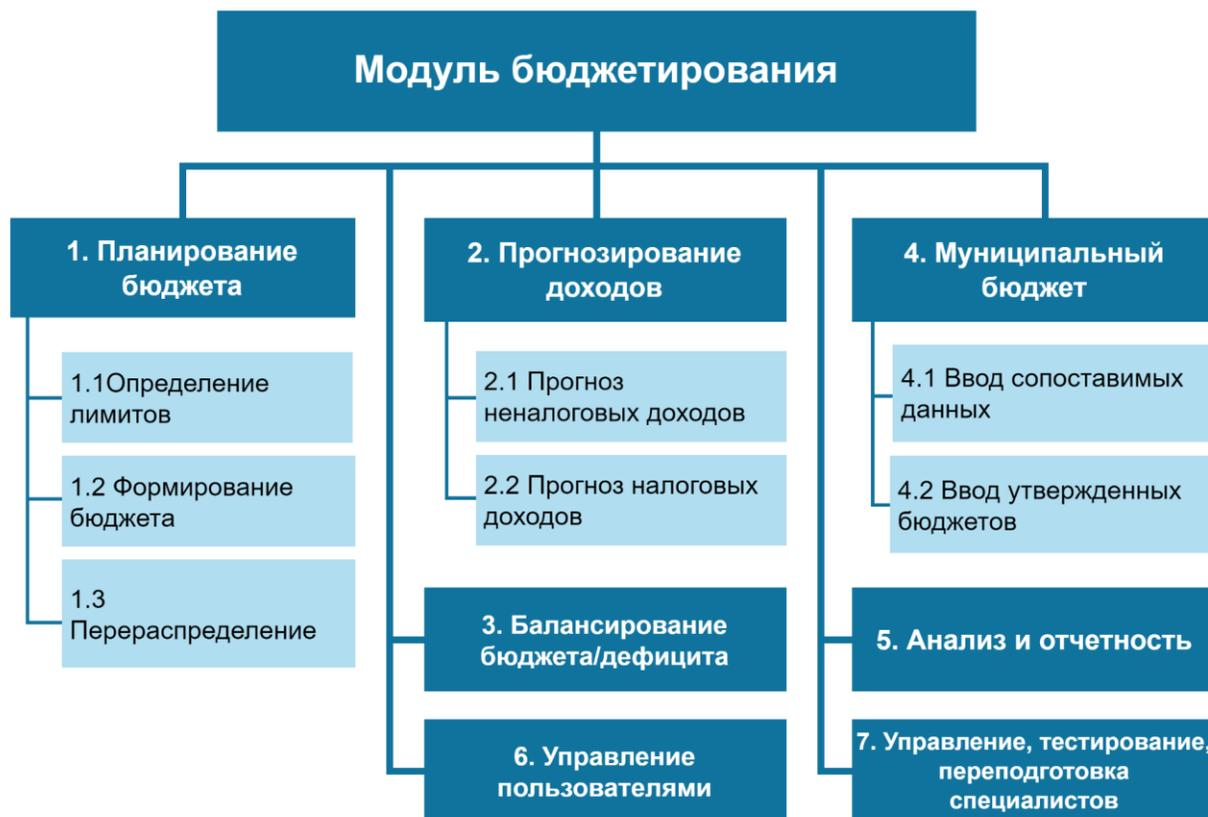 Модуль бюджетирования
1. Планирование
бюджета
1.1Определение
лимитов
1.2 Формирование
бюджета
1.3
Перераспределение
2. Прогнозирование
доходов
2.1 Прогноз
неналоговых доходов
2.2 Прогноз налоговых
доходов
3. Балансирование
бюджета/дефицита
6. Управление
пользователями
4. Муниципальный
бюджет
4.1 Ввод сопоставимых
данных
4.2 Ввод утвержденных
бюджетов
5. Анализ и отчетность
7. Управление, тестирование,
переподготовка
специалистов